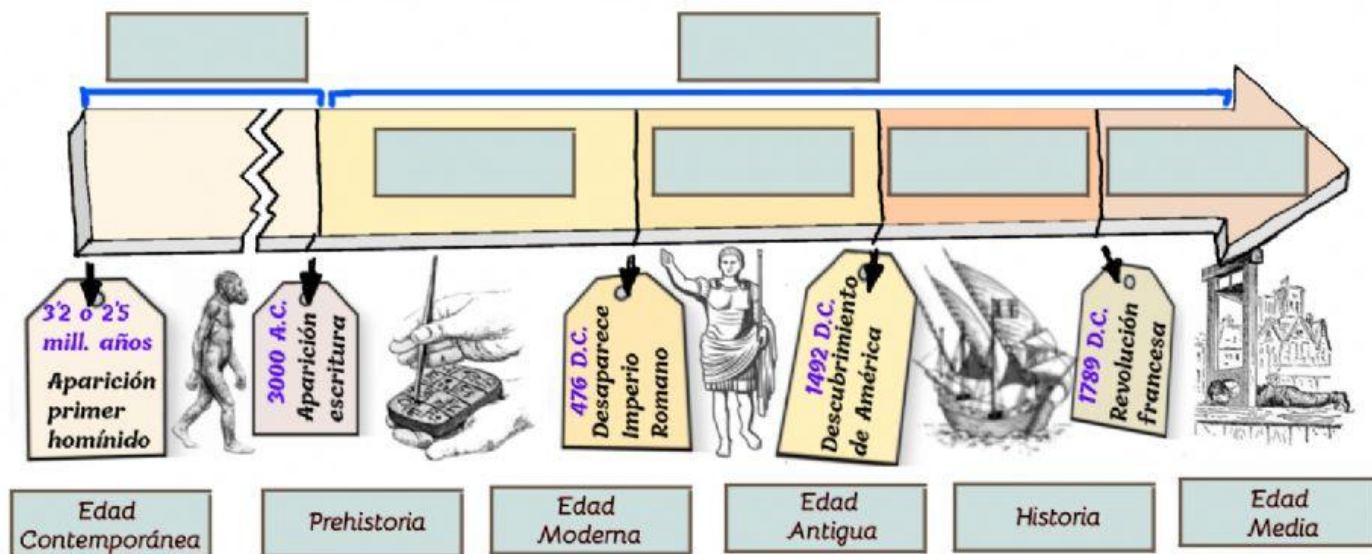 3'2 o 2'5
mill. años
Aparición
primer
homínido
3000 A.C.
Aparición
escritura
476 D.C.
Desaparece
Imperio
Romano
1492 D.C.
Descubrimiento
de América
1789 D.C.
Revolución
francesa
Edad
Contemporánea
Prehistoria
Edad
Moderna
Edad
Antigua
Historia
Edad
Media